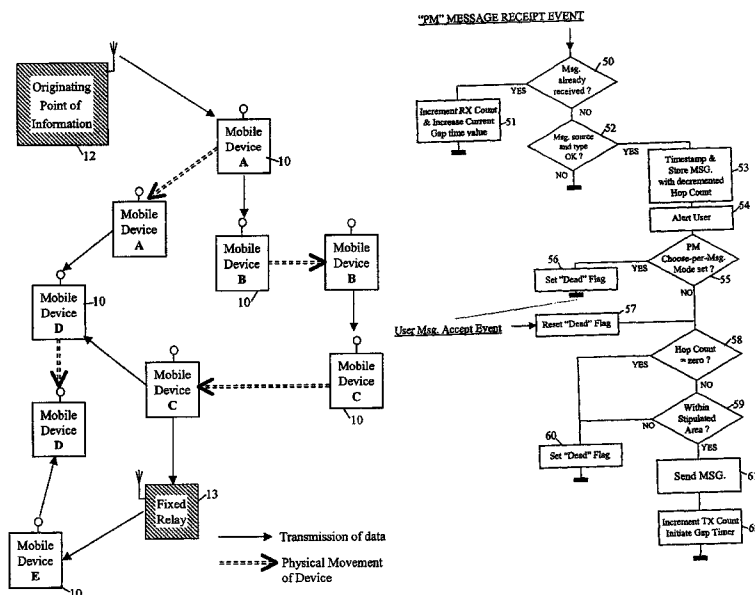 Originating
Point of
Information
12
Mobile
Device
A
10
Mobile
Device
A
Mobile
Device
B
10
Mobile
Device
B
10
Mobile
Device
D
Mobile
Device
C
Mobile
Device
C
10
Mobile
Device
D
Fixed
Relay
13
Mobile
Device
E
10
Transmission of data
Physical Movement
of Device
"PM" MESSAGE RECEIPT EVENT
50
Msg.
already
received ?
YES
NO
Increment RX Count
& Increase Current
Gap time value
51
52
Msg. source
and type
OK ?
YES
NO
Timestamp &
Store MSG.
with decremented
Hop Count
53
54
Alert User
PM
Choose-per-Msg.
Mode set ?
55
YES
NO
56
Set "Dead" Flag
57
User Msg. Accept Event
Reset "Dead" Flag
58
Hop Count
= zero ?
YES
NO
59
Within
Stipulated
Area ?
NO
YES
60
Set "Dead" Flag
Send MSG.
Increment TX Count
Initiate Gap Timer